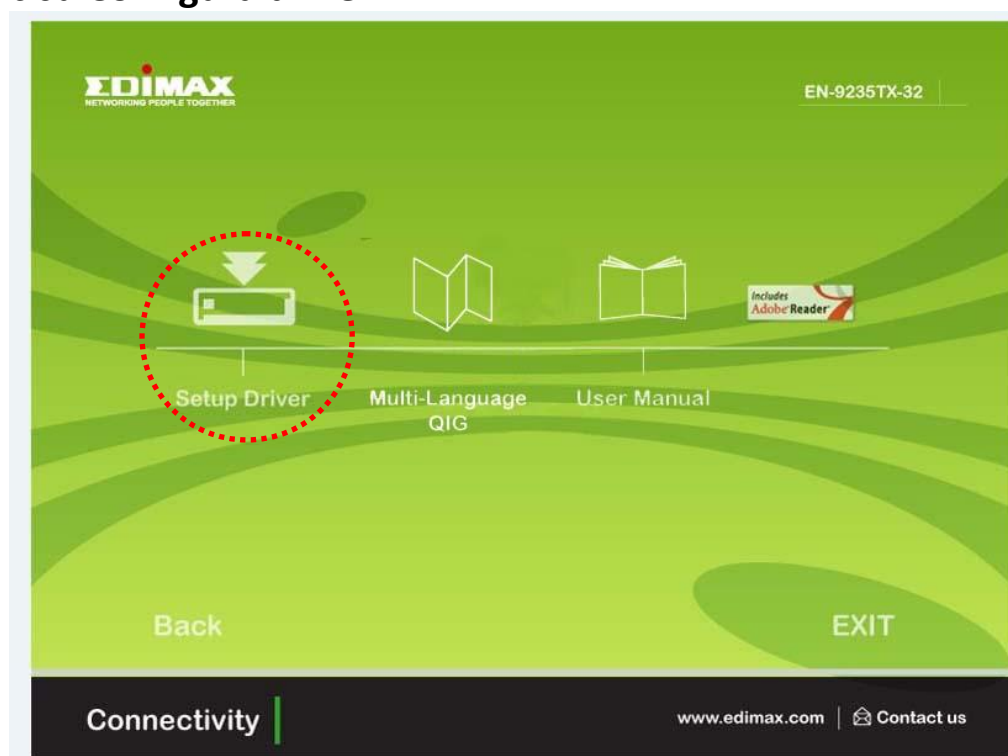 EDIMAX
NETWORKING PEOPLE TOGETHER
EN-9235TX-32
Includes
Adobe Reader
Setup Driver
Multi-Language
QIG
User Manual
Back
EXIT
Connectivity
www.edimax.com
Contact us